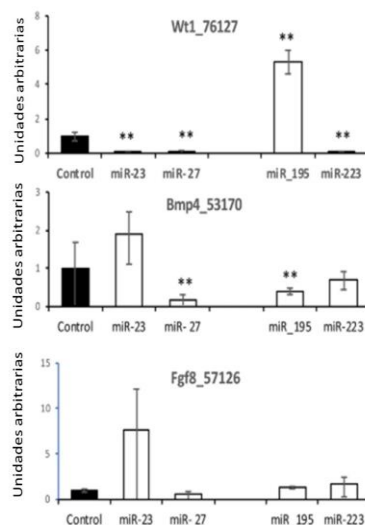 Wt1_76127
Unidades arbitrarias
8
6
4
2
0
**
**
**
**
Control
miR-23
miR- 27
miR_195
miR-223
Bmp4_53170
Unidades arbitrarias
3
2
1
0
**
**
Control
miR-23
miR- 27
miR_195
miR-223
Fgf8_57126
Unidades arbitrarias
15
10
5
0
Control
miR-23
miR- 27
miR_195
miR-223